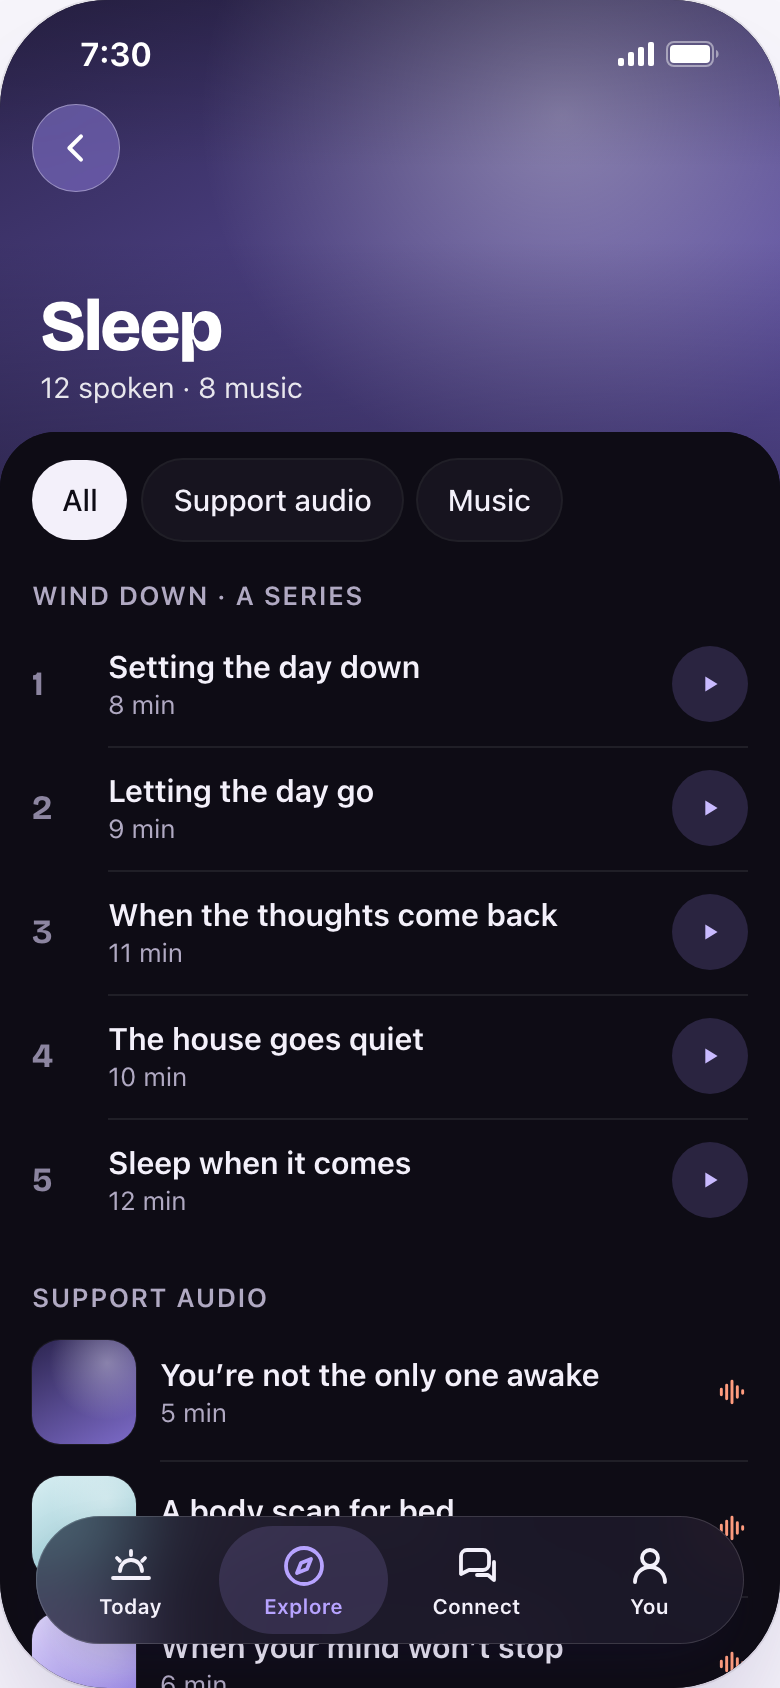 7:30
Sleep
12 spoken · 8 music
All
Support audio
Music
WIND DOWN · A SERIES
1
Setting the day down
8 min
2
Letting the day go
9 min
3
When the thoughts come back
11 min
4
The house goes quiet
10 min
5
Sleep when it comes
12 min
SUPPORT AUDIO
You’re not the only one awake
5 min
A body scan for bed
Today
Explore
Connect
You
When your mind won’t stop
6 min